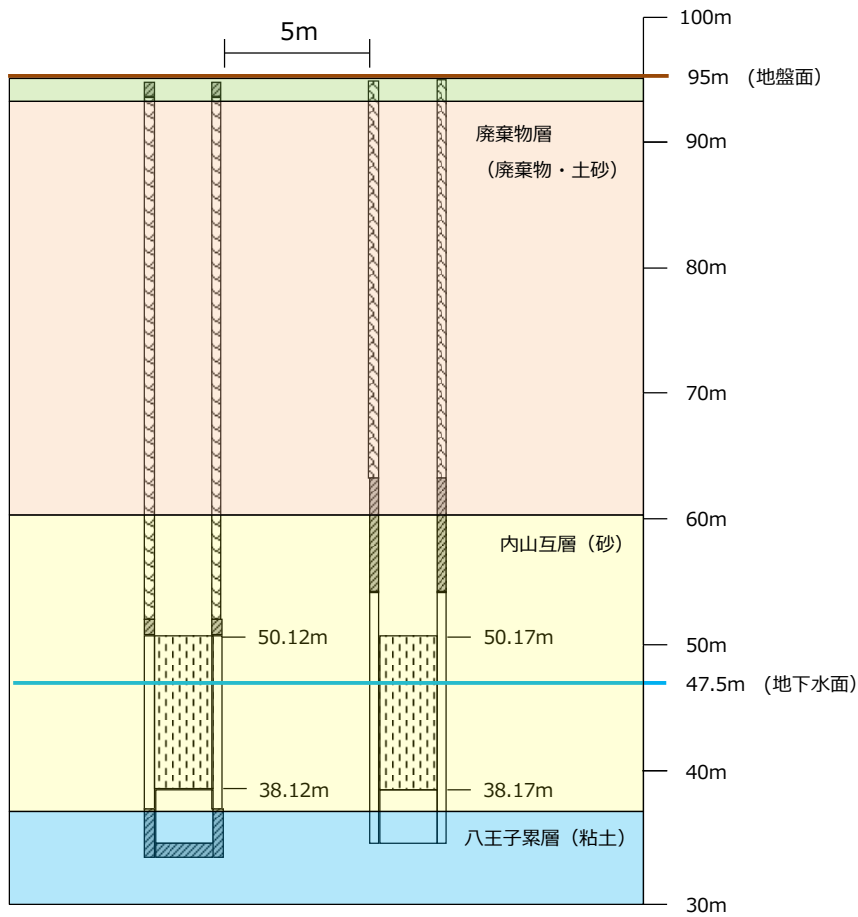 100m
5m
95m (地盤面)
廃棄物層
(廃棄物・土砂)
90m
80m
70m
60m
内山互層(砂)
50.12m
50.17m
50m
47.5m (地下水面)
40m
38.12m
38.17m
八王子累層(粘土)
30m